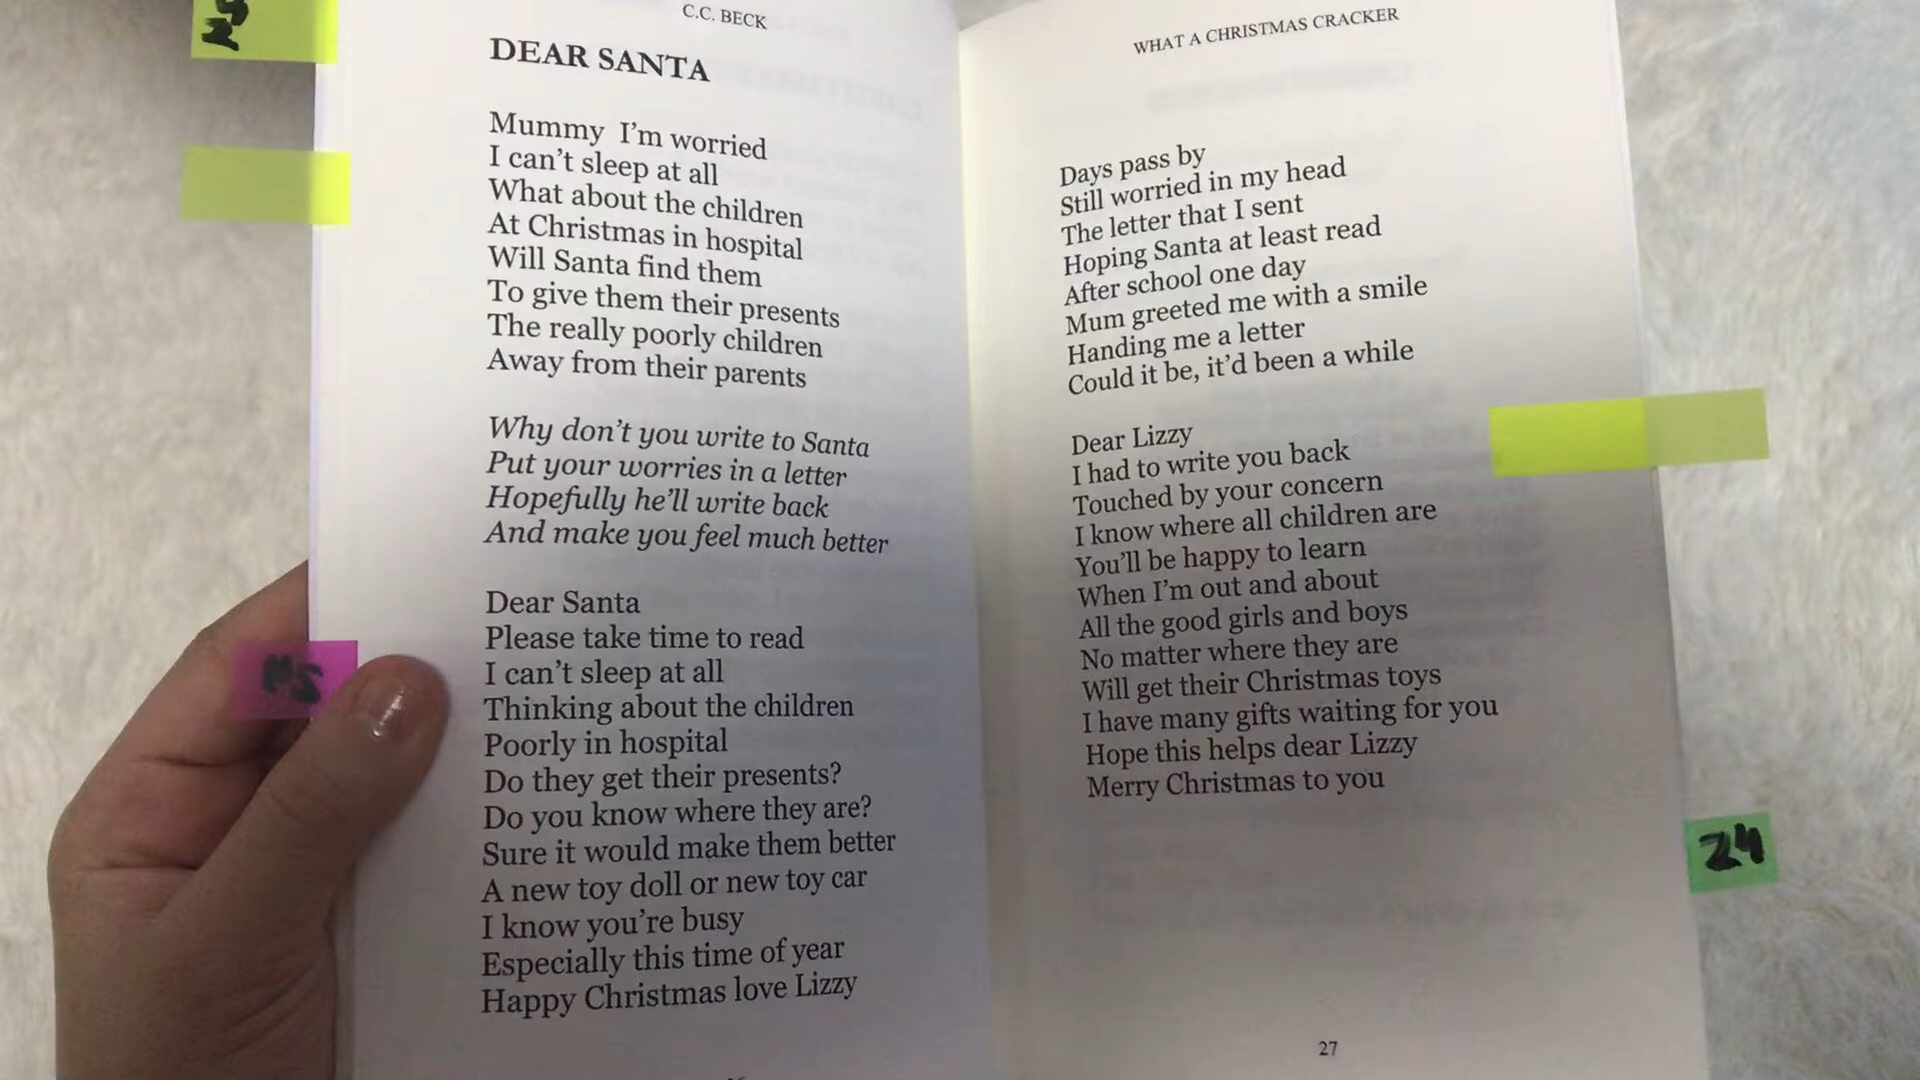 C.C. BECK
DEAR SANTA
Mummy I'm worried
I can't sleep at all
What about the children
At Christmas in hospital
Will Santa find them
To give them their presents
The really poorly children
Away from their parents
Why don't you write to Santa
Put your worries in a letter
Hopefully he'll write back
And make you feel much better
Dear Santa
Please take time to read
I can't sleep at all
Thinking about the children
Poorly in hospital
Do they get their presents?
Do you know where they are?
Sure it would make them better
A new toy doll or new toy car
I know you're busy
Especially this time of year
Happy Christmas love Lizzy
WHAT A CHRISTMAS CRACKER
Days pass by
Still worried in my head
The letter that I sent
Hoping Santa at least read
After school one day
Mum greeted me with a smile
Handing me a letter
Could it be, it'd been a while
Dear Lizzy
I had to write you back
Touched by your concern
I know where all children are
You'll be happy to learn
When I'm out and about
All the good girls and boys
No matter where they are
Will get their Christmas toys
I have many gifts waiting for you
Hope this helps dear Lizzy
Merry Christmas to you
27
24